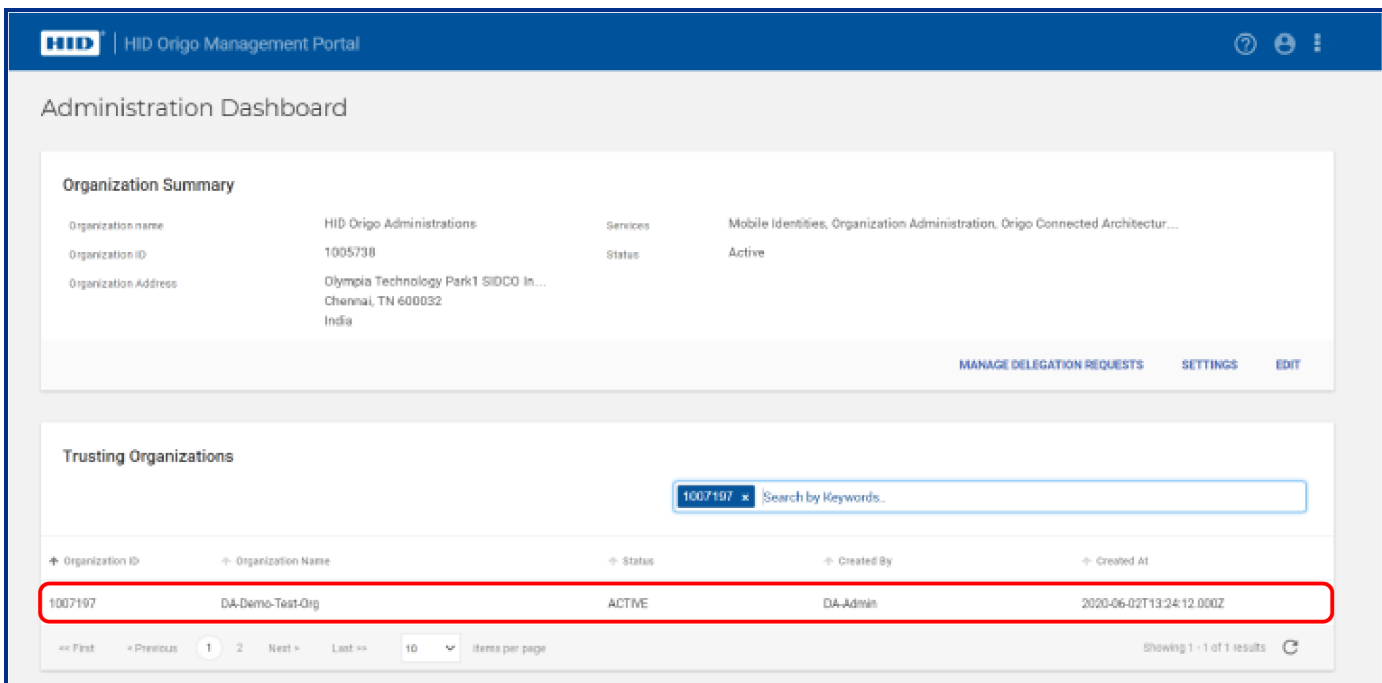 HID | HID Origo Management Portal
Administration Dashboard
Organization Summary
Organization name HID Origo Administrations Services Mobile Identities, Organization Administration, Origo Connected Architectur...
Organization ID 1005738 Status Active
Organization Address Olympia Technology Park1 SIDCO In...
Chennai, TN 600032
India
MANAGE DELEGATION REQUESTS SETTINGS EDIT
Trusting Organizations
1007197 x Search by Keywords..
Organization ID Organization Name Status Created By Created At
1007197 DA-Demo-Test-Org ACTIVE DA-Admin 2020-06-02T13:24:12.000Z
<< First < Previous 1 2 Next > Last >> 10 items per page Showing 1 - 1 of 1 results